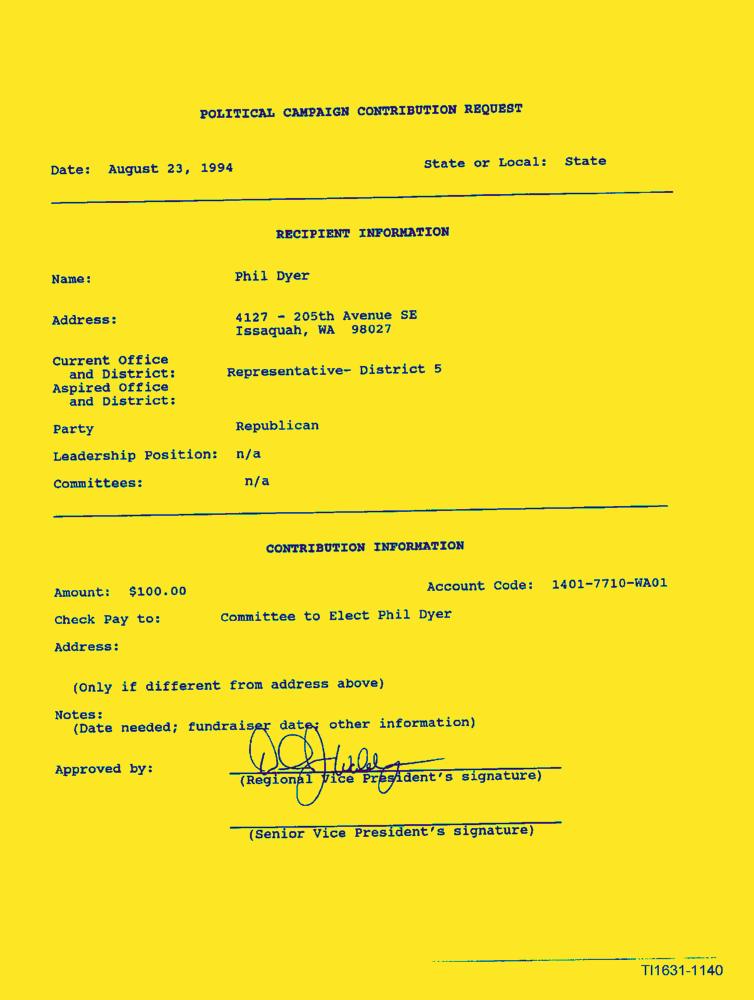 POLITICAL CAMPAIGN CONTRIBUTION REQUEST
Date: August 23, 1994 State or Local: State
RECIPIENT INFORMATION
Name: Phil Dyer
Address: 4127 - 205th Avenue SE
Issaquah, WA 98027
Current Office
and District: Representative- District 5
Aspired Office
and District:
Party Republican
Leadership Position: n/a
Committees: n/a
CONTRIBUTION INFORMATION
Amount: $100.00 Account Code: 1401-7710-WA01
Check Pay to: Committee to Elect Phil Dyer
Address:
(Only if different from address above)
Notes:
(Date needed; fundraiser date; other information)
Approved by:
(Regional Vice President's signature)
(Senior Vice President's signature)
TI1631-1140